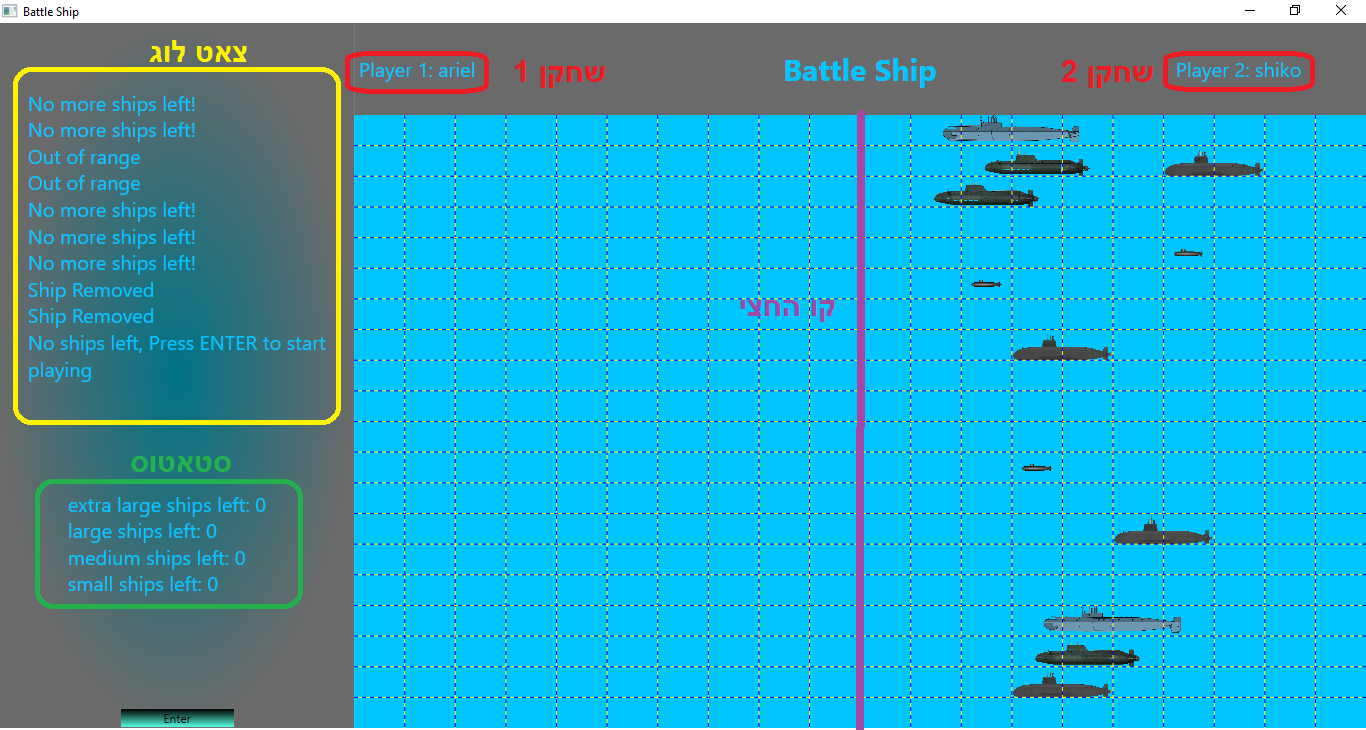 Battle Ship
צאט לוג
No more ships left!
No more ships left!
Out of range
Out of range
No more ships left!
No more ships left!
No more ships left!
Ship Removed
Ship Removed
No ships left, Press ENTER to start
playing
סטאטוס
extra large ships left: 0
large ships left: 0
medium ships left: 0
small ships left: 0
Enter
Player 1: ariel
שחקן 1
Battle Ship
שחקן 2
Player 2: shiko
קו החצי